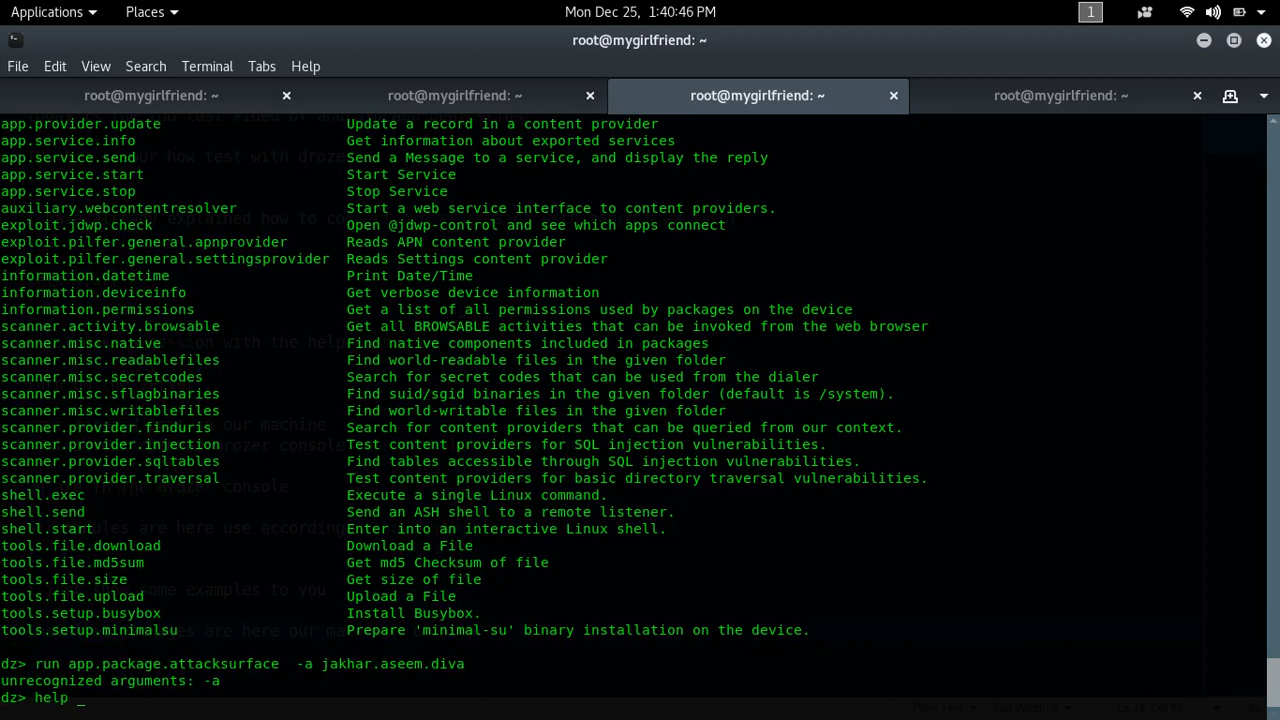 Applications Places Mon Dec 25, 1:40:46 PM 1
root@mygirlfriend: ~
File Edit View Search Terminal Tabs Help
root@mygirlfriend: ~ root@mygirlfriend: ~ root@mygirlfriend: ~ root@mygirlfriend: ~
app.provider.update Update a record in a content provider
app.service.info Get information about exported services
app.service.send Send a Message to a service, and display the reply
app.service.start Start Service
app.service.stop Stop Service
auxiliary.webcontentresolver Start a web service interface to content providers.
exploit.jdwp.check Open @jdwp-control and see which apps connect
exploit.pilfer.general.apnprovider Reads APN content provider
exploit.pilfer.general.settingsprovider Reads Settings content provider
information.datetime Print Date/Time
information.deviceinfo Get verbose device information
information.permissions Get a list of all permissions used by packages on the device
scanner.activity.browsable Get all BROWSABLE activities that can be invoked from the web browser
scanner.misc.native Find native components included in packages
scanner.misc.readablefiles Find world-readable files in the given folder
scanner.misc.secretcodes Search for secret codes that can be used from the dialer
scanner.misc.sflagbinaries Find suid/sgid binaries in the given folder (default is /system).
scanner.misc.writablefiles Find world-writable files in the given folder
scanner.provider.finduris Search for content providers that can be queried from our context.
scanner.provider.injection Test content providers for SQL injection vulnerabilities.
scanner.provider.sqltables Find tables accessible through SQL injection vulnerabilities.
scanner.provider.traversal Test content providers for basic directory traversal vulnerabilities.
shell.exec Execute a single Linux command.
shell.send Send an ASH shell to a remote listener.
shell.start Enter into an interactive Linux shell.
tools.file.download Download a File
tools.file.md5sum Get md5 Checksum of file
tools.file.size Get size of file
tools.file.upload Upload a File
tools.setup.busybox Install Busybox.
tools.setup.minimalsu Prepare 'minimal-su' binary installation on the device.
dz> run app.package.attacksurface  -a jakhar.aseem.diva
unrecognized arguments: -a
dz> help _